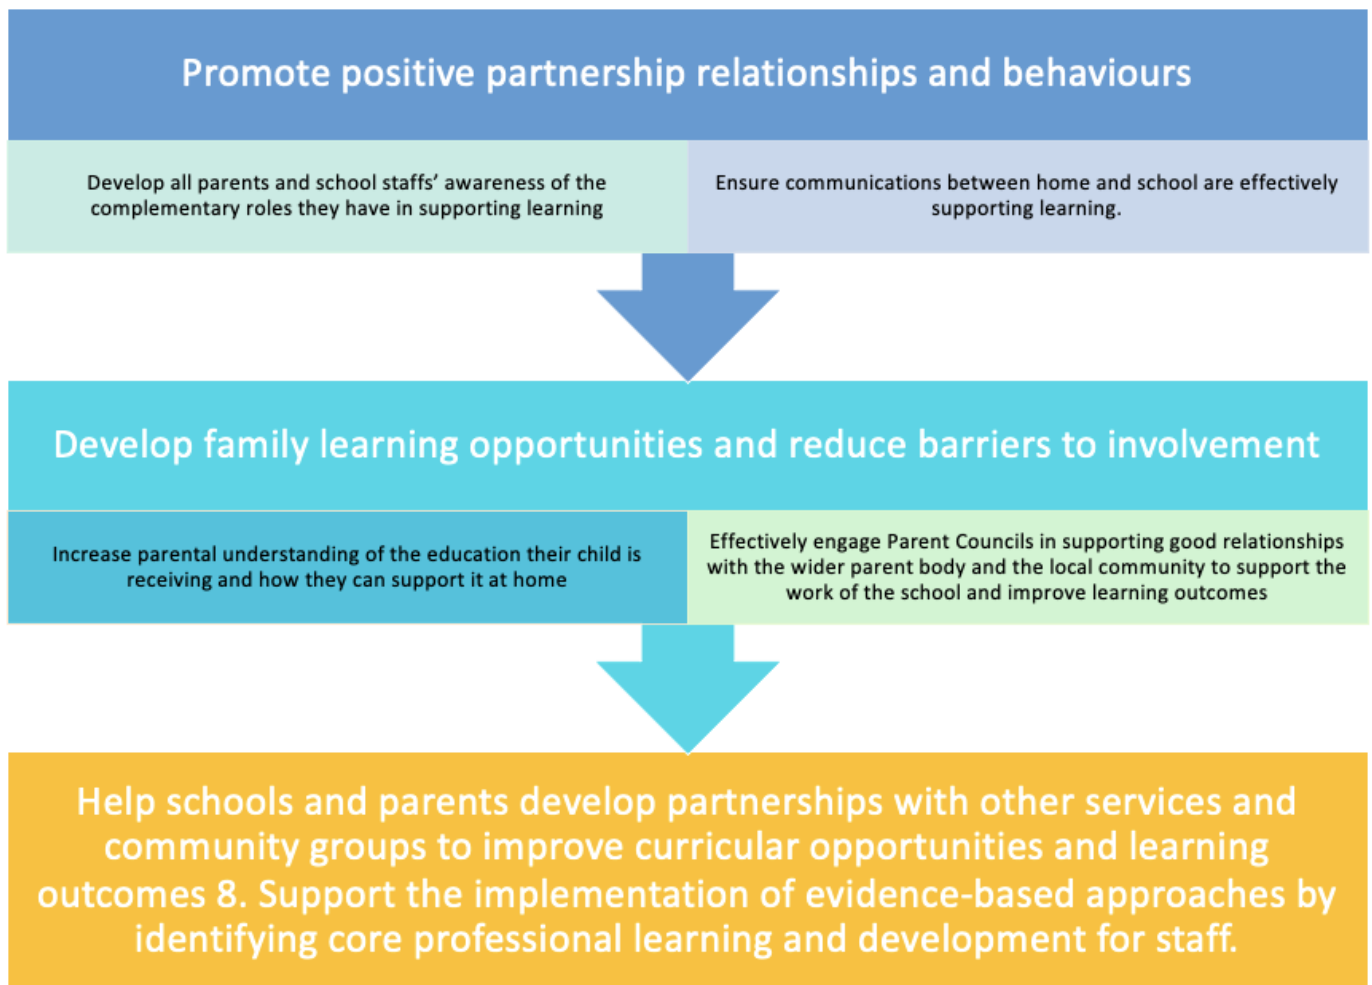 Promote positive partnership relationships and behaviours
Develop all parents and school staffs’ awareness of the
complementary roles they have in supporting learning
Ensure communications between home and school are effectively
supporting learning.
Develop family learning opportunities and reduce barriers to involvement
Increase parental understanding of the education their child is
receiving and how they can support it at home
Effectively engage Parent Councils in supporting good relationships
with the wider parent body and the local community to support the
work of the school and improve learning outcomes
Help schools and parents develop partnerships with other services and
community groups to improve curricular opportunities and learning
outcomes 8. Support the implementation of evidence-based approaches by
identifying core professional learning and development for staff.